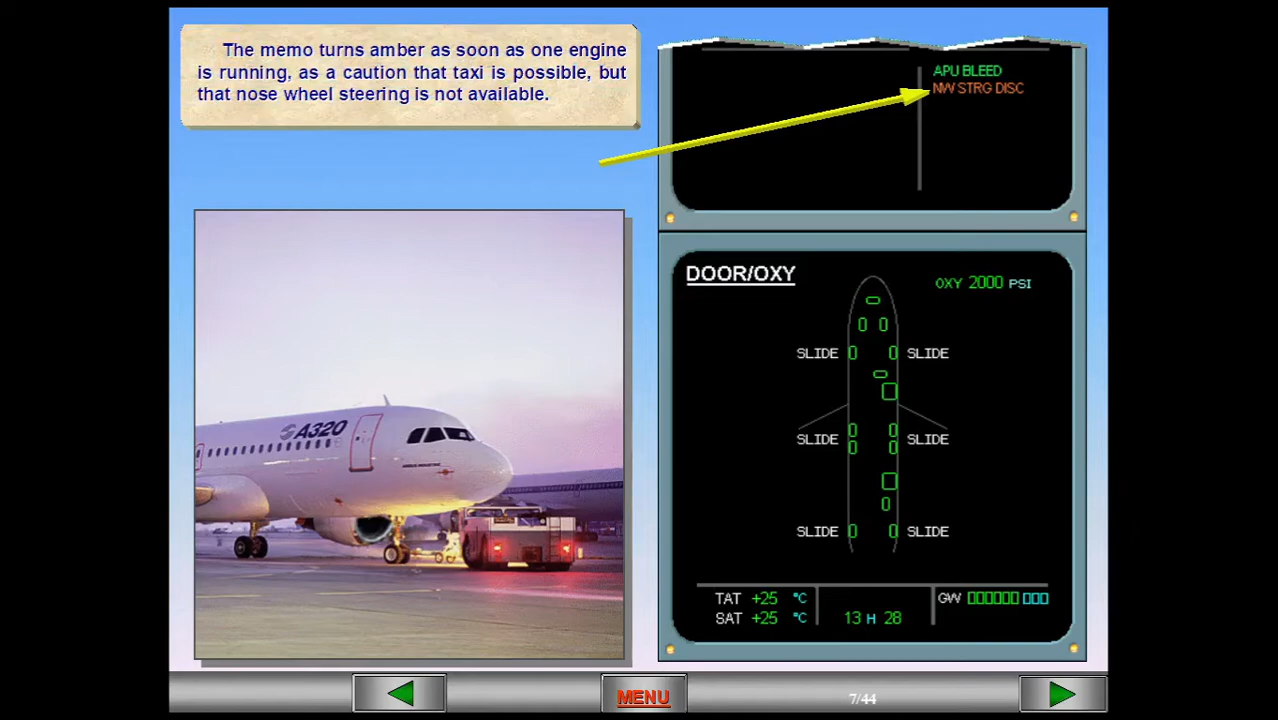 The memo turns amber as soon as one engine
is running, as a caution that taxi is possible, but
that nose wheel steering is not available.
APU BLEED
NW STRG DISC
A320
DOOR/OXY
OXY 2000 PSI
SLIDE SLIDE
SLIDE SLIDE
SLIDE SLIDE
TAT +25 °C
SAT +25 °C
13 H 28
GW
MENU
7/44